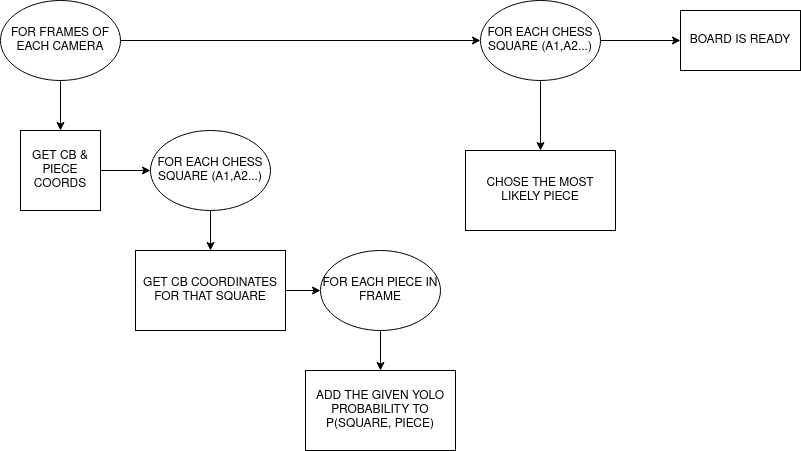 FOR FRAMES OF
EACH CAMERA
FOR EACH CHESS
SQUARE (A1,A2...)
BOARD IS READY
GET CB &
PIECE
COORDS
FOR EACH CHESS
SQUARE (A1,A2...)
CHOSE THE MOST
LIKELY PIECE
GET CB COORDINATES
FOR THAT SQUARE
FOR EACH PIECE IN
FRAME
ADD THE GIVEN YOLO
PROBABILITY TO
P(SQUARE, PIECE)